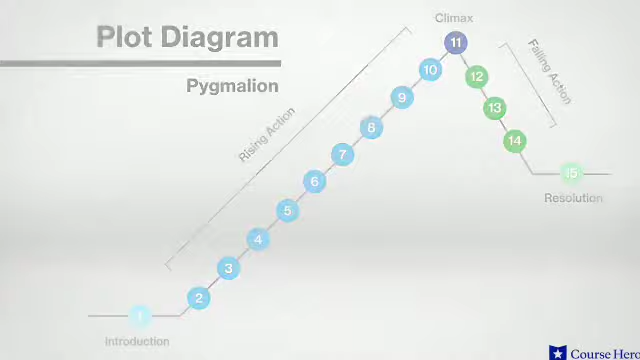 Plot Diagram
Pygmalion
Climax
Rising Action
Falling Action
11
10
9
8
7
6
5
4
3
2
1
12
13
14
15
Introduction
Resolution
Course Hero